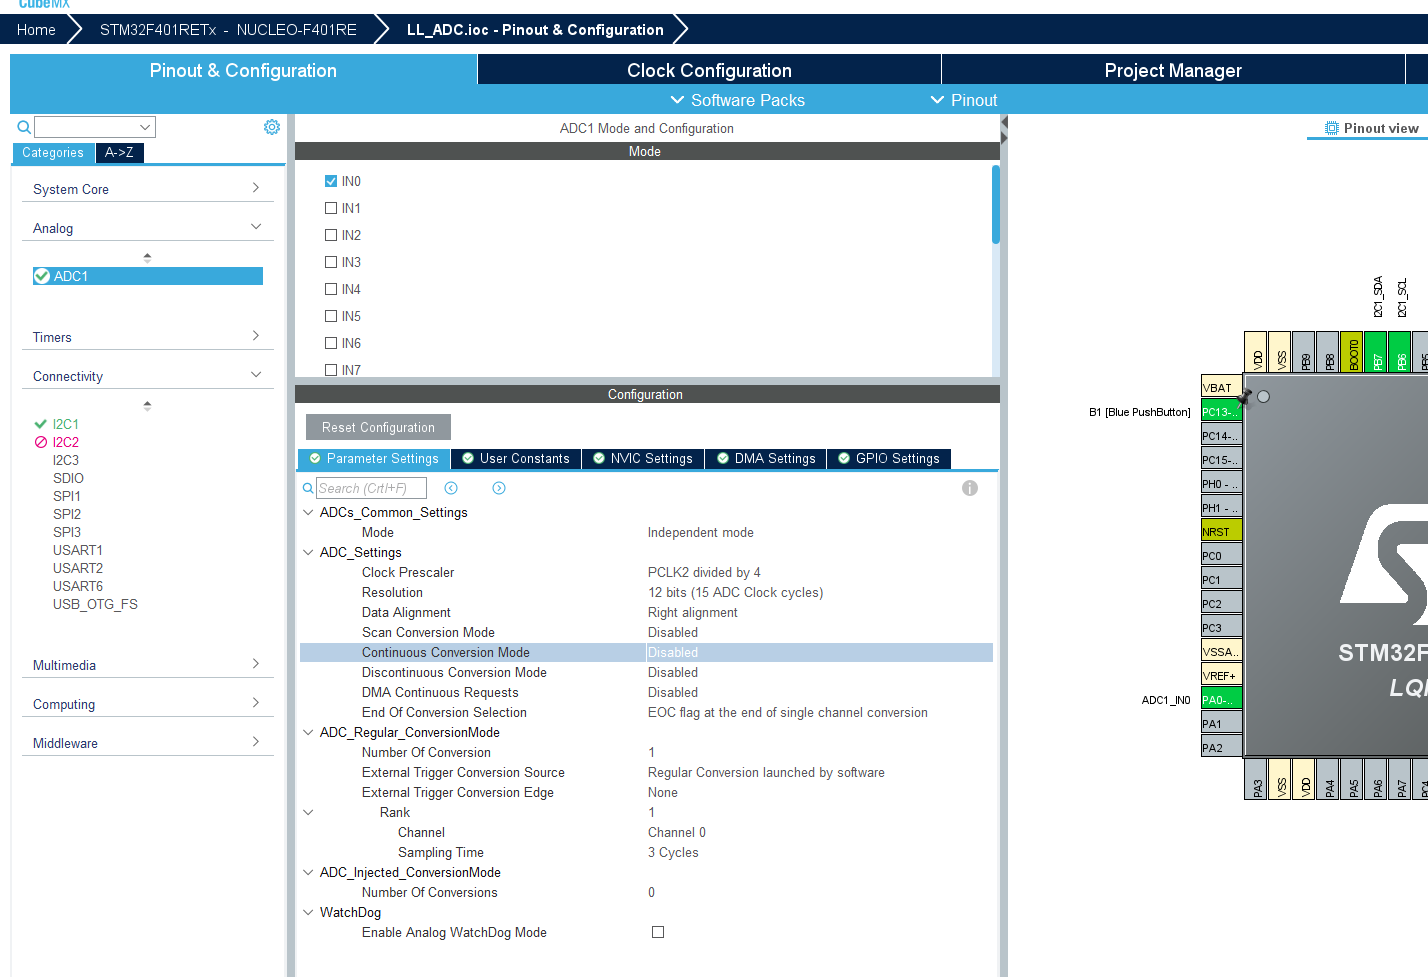 CubeMX
Home
STM32F401RETx - NUCLEO-F401RE
LL_ADC.ioc - Pinout & Configuration
Pinout & Configuration
Clock Configuration
Project Manager
Software Packs
Pinout
Categories
A->Z
System Core
Analog
ADC1
Timers
Connectivity
I2C1
I2C2
I2C3
SDIO
SPI1
SPI2
SPI3
USART1
USART2
USART6
USB_OTG_FS
Multimedia
Computing
Middleware
ADC1 Mode and Configuration
Mode
IN0
IN1
IN2
IN3
IN4
IN5
IN6
IN7
Configuration
Reset Configuration
Parameter Settings
User Constants
NVIC Settings
DMA Settings
GPIO Settings
Search (Crtl+F)
ADCs_Common_Settings
Mode Independent mode
ADC_Settings
Clock Prescaler PCLK2 divided by 4
Resolution 12 bits (15 ADC Clock cycles)
Data Alignment Right alignment
Scan Conversion Mode Disabled
Continuous Conversion Mode Disabled
Discontinuous Conversion Mode Disabled
DMA Continuous Requests Disabled
End Of Conversion Selection EOC flag at the end of single channel conversion
ADC_Regular_ConversionMode
Number Of Conversion 1
External Trigger Conversion Source Regular Conversion launched by software
External Trigger Conversion Edge None
Rank 1
Channel Channel 0
Sampling Time 3 Cycles
ADC_Injected_ConversionMode
Number Of Conversions 0
WatchDog
Enable Analog WatchDog Mode
Pinout view
I2C1_SDA
I2C1_SCL
VDD
VSS
PB9
PB8
BOOT0
PB7
PB6
PB5
VBAT
B1 [Blue PushButton]
PC13-..
PC14-..
PC15-..
PH0 - ..
PH1 - ..
NRST
PC0
PC1
PC2
PC3
VSSA..
VREF+
ADC1_IN0
PA0-..
PA1
PA2
STM32F
LQ
PA3
VSS
VDD
PA4
PA5
PA6
PA7
PC4